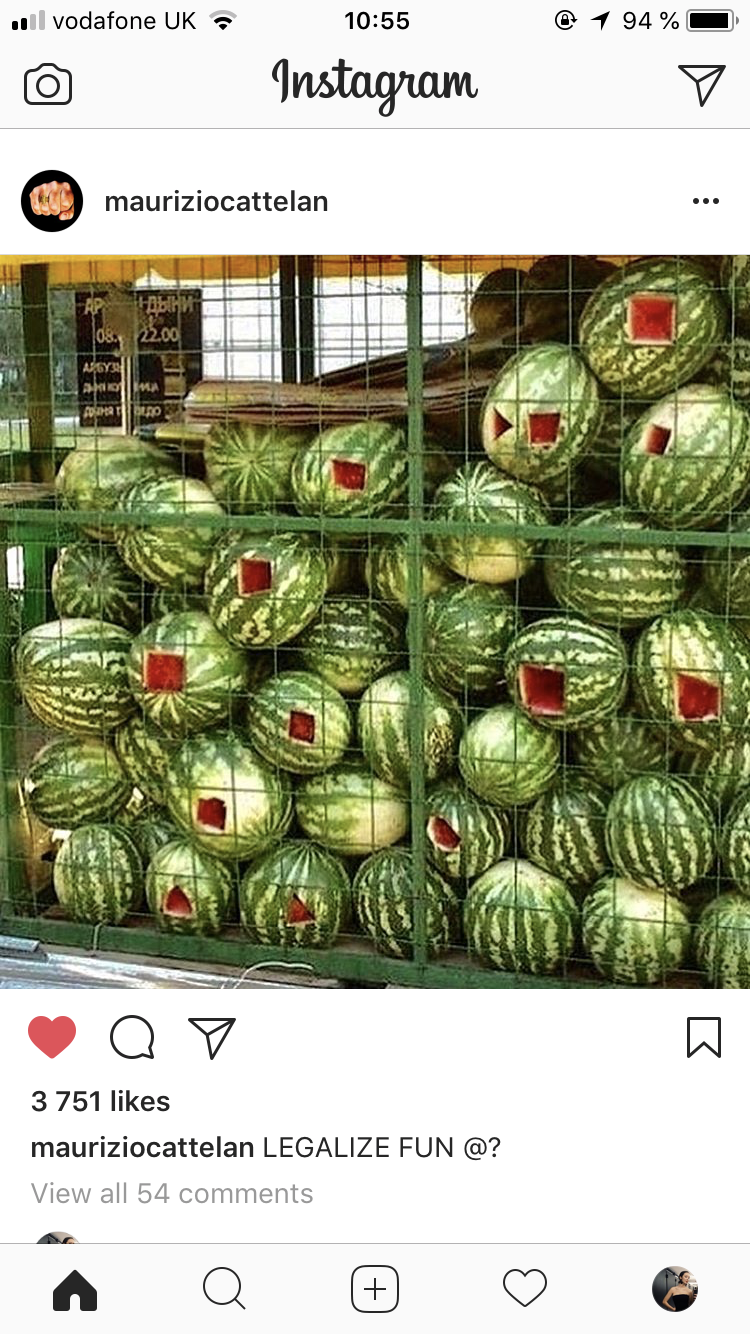 vodafone UK 10:55 94 %
Instagram
mauriziocattelan
ДЫНИ
22.00
3 751 likes
mauriziocattelan LEGALIZE FUN @?
View all 54 comments